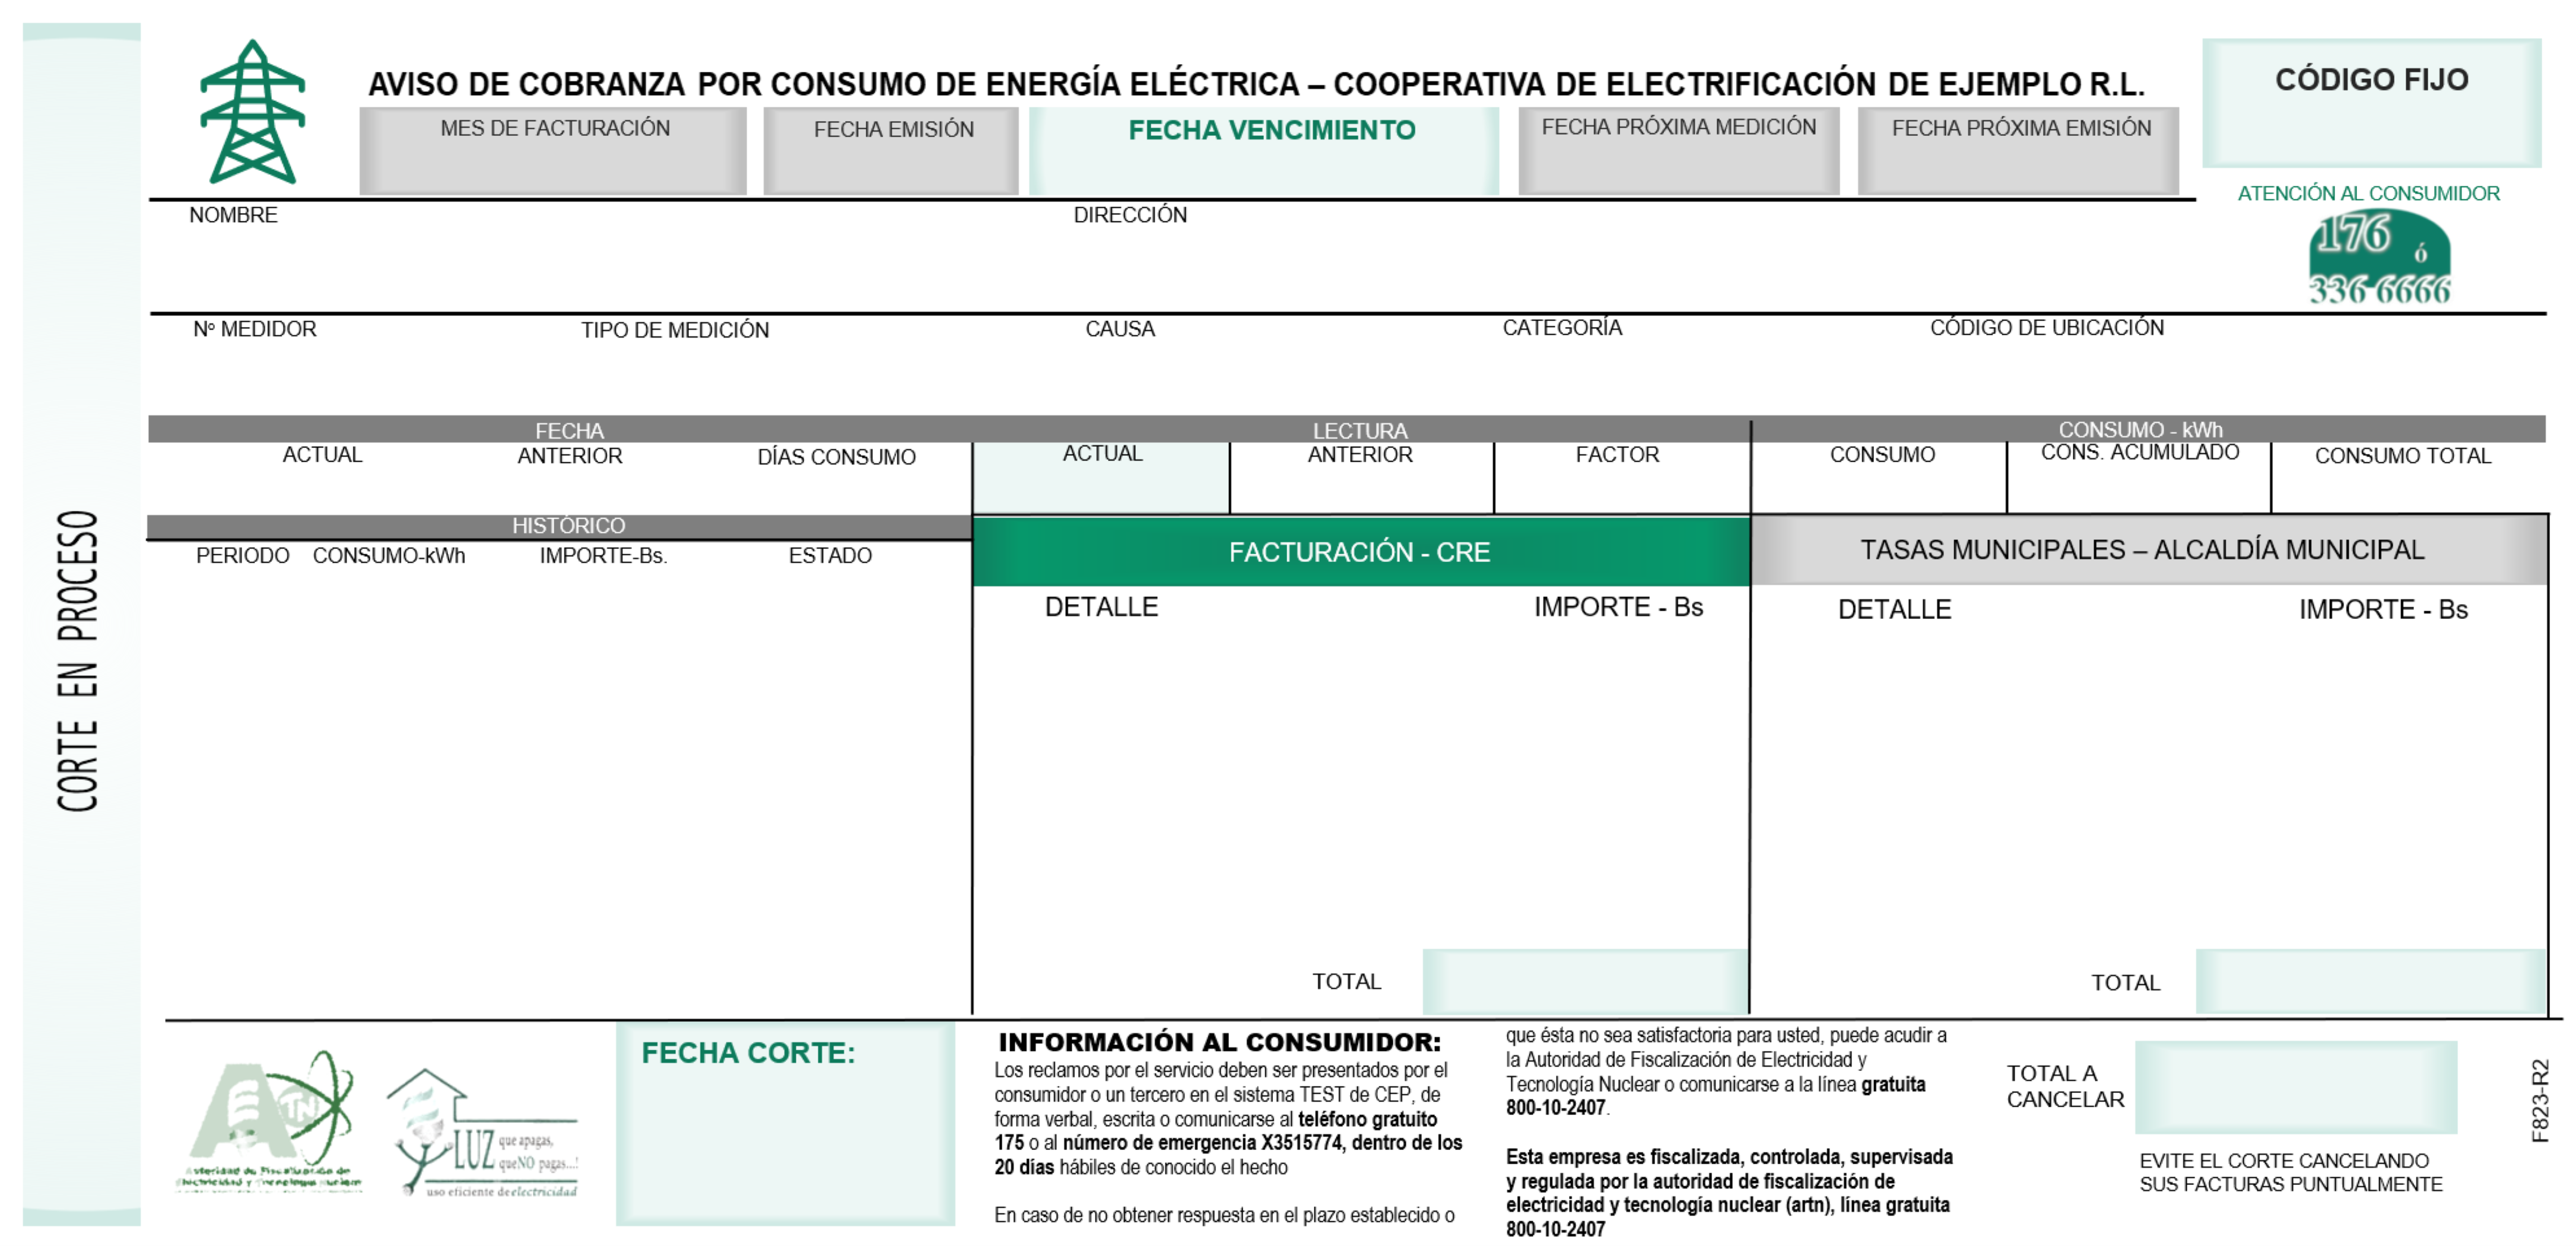 AVISO DE COBRANZA POR CONSUMO DE ENERGÍA ELÉCTRICA – COOPERATIVA DE ELECTRIFICACIÓN DE EJEMPLO R.L.
CÓDIGO FIJO
MES DE FACTURACIÓN
FECHA EMISIÓN
FECHA VENCIMIENTO
FECHA PRÓXIMA MEDICIÓN
FECHA PRÓXIMA EMISIÓN
ATENCIÓN AL CONSUMIDOR
176 ó
336-6666
NOMBRE
DIRECCIÓN
Nº MEDIDOR
TIPO DE MEDICIÓN
CAUSA
CATEGORÍA
CÓDIGO DE UBICACIÓN
FECHA
LECTURA
CONSUMO - kWh
ACTUAL
ANTERIOR
DÍAS CONSUMO
ACTUAL
ANTERIOR
FACTOR
CONSUMO
CONS. ACUMULADO
CONSUMO TOTAL
CORTE EN PROCESO
HISTÓRICO
PERIODO
CONSUMO-kWh
IMPORTE-Bs.
ESTADO
FACTURACIÓN - CRE
DETALLE
IMPORTE - Bs
TOTAL
TASAS MUNICIPALES – ALCALDÍA MUNICIPAL
DETALLE
IMPORTE - Bs
TOTAL
AETN
Autoridad de Fiscalización de
Electricidad y Tecnología Nuclear
LUZ que apagas,
queNO pagas...!
uso eficiente de electricidad
FECHA CORTE:
INFORMACIÓN AL CONSUMIDOR:
Los reclamos por el servicio deben ser presentados por el
consumidor o un tercero en el sistema TEST de CEP, de
forma verbal, escrita o comunicarse al teléfono gratuito
175 o al número de emergencia X3515774, dentro de los
20 días hábiles de conocido el hecho
En caso de no obtener respuesta en el plazo establecido o
que ésta no sea satisfactoria para usted, puede acudir a
la Autoridad de Fiscalización de Electricidad y
Tecnología Nuclear o comunicarse a la línea gratuita
800-10-2407.
Esta empresa es fiscalizada, controlada, supervisada
y regulada por la autoridad de fiscalización de
electricidad y tecnología nuclear (artn), línea gratuita
800-10-2407
TOTAL A
CANCELAR
EVITE EL CORTE CANCELANDO
SUS FACTURAS PUNTUALMENTE
F823-R2